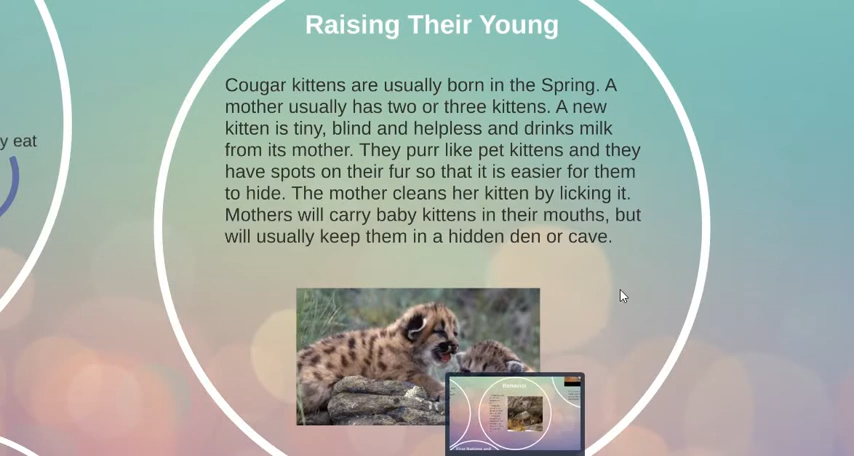 Raising Their Young
y eat
Cougar kittens are usually born in the Spring. A
mother usually has two or three kittens. A new
kitten is tiny, blind and helpless and drinks milk
from its mother. They purr like pet kittens and they
have spots on their fur so that it is easier for them
to hide. The mother cleans her kitten by licking it.
Mothers will carry baby kittens in their mouths, but
will usually keep them in a hidden den or cave.